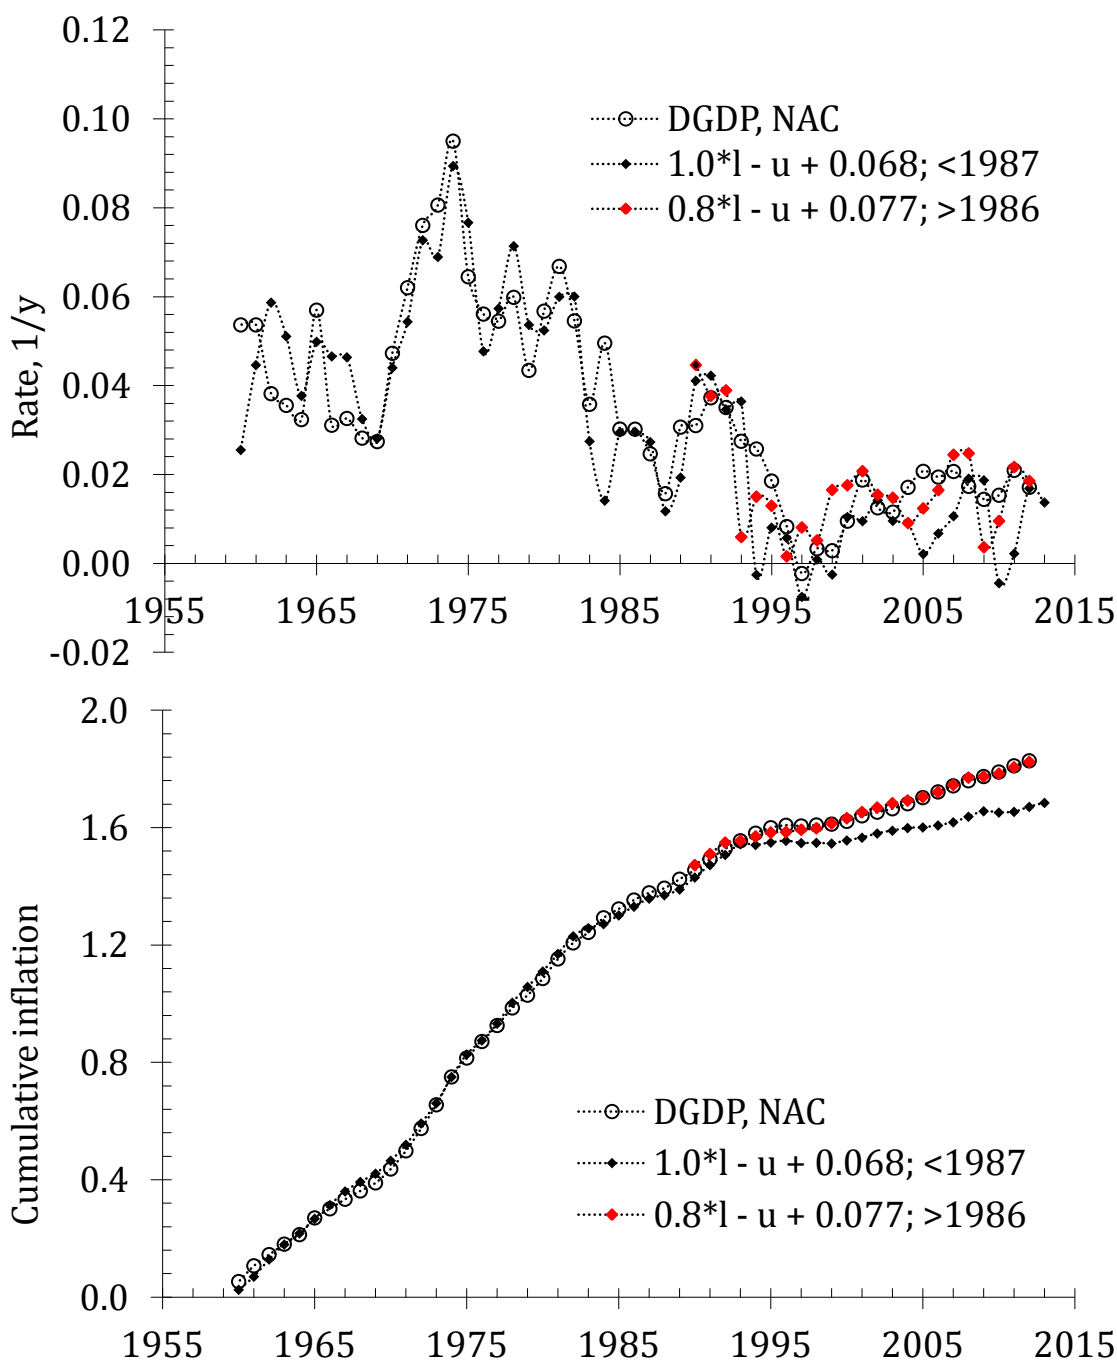 0.12
0.10
0.08
0.06
0.04
0.02
0.00
-0.02
Rate, 1/y
DGDP, NAC
1.0*l - u + 0.068; <1987
0.8*l - u + 0.077; >1986
1955 1965 1975 1985 1995 2005 2015
2.0
1.6
1.2
0.8
0.4
0.0
Cumulative inflation
DGDP, NAC
1.0*l - u + 0.068; <1987
0.8*l - u + 0.077; >1986
1955 1965 1975 1985 1995 2005 2015